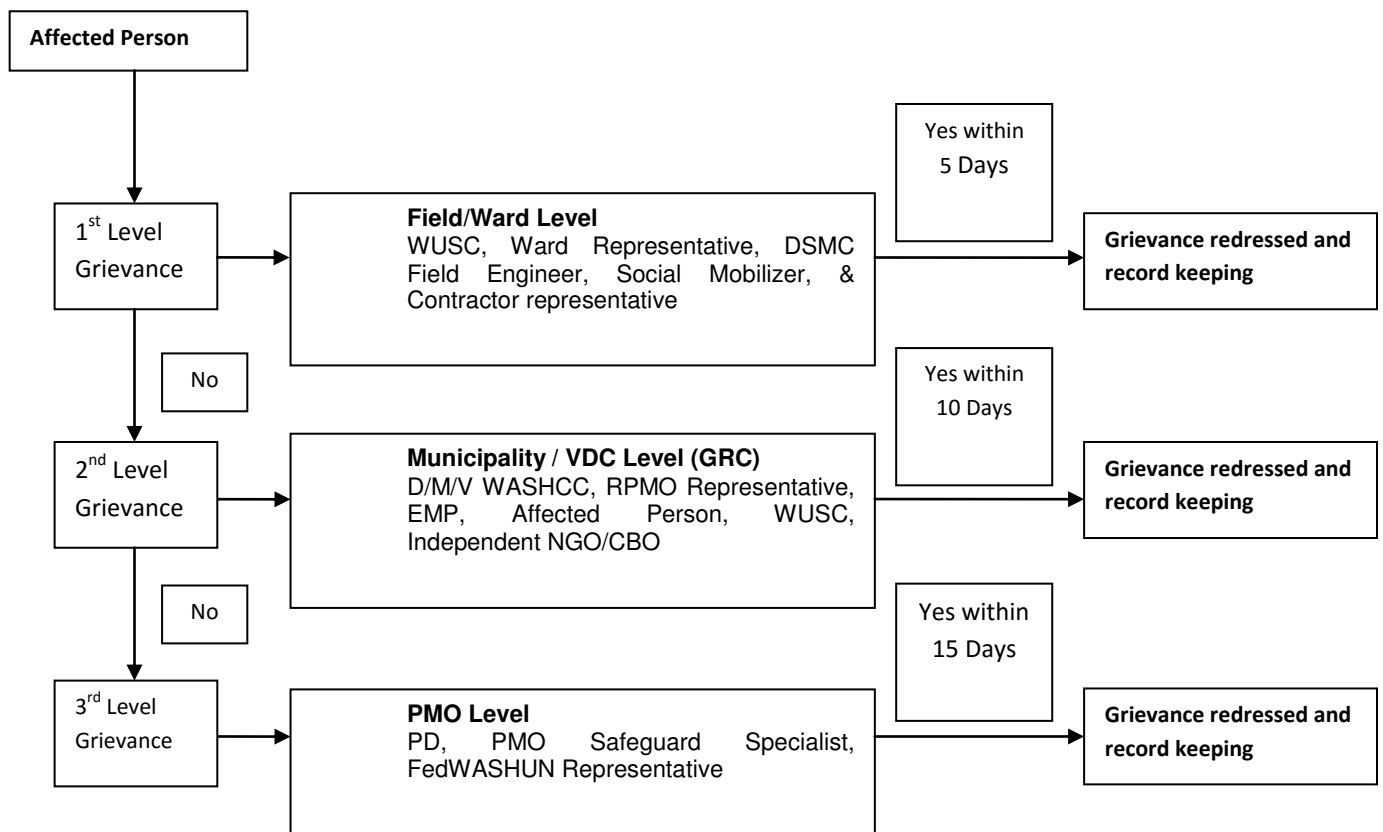 Affected Person
Yes within
5 Days
1st Level
Grievance
Field/Ward Level
WUSC, Ward Representative, DSMC
Field Engineer, Social Mobilizer, &
Contractor representative
Grievance redressed and
record keeping
No
Yes within
10 Days
2nd Level
Grievance
Municipality / VDC Level (GRC)
D/M/V WASHCC, RPMO Representative,
EMP, Affected Person, WUSC,
Independent NGO/CBO
Grievance redressed and
record keeping
No
Yes within
15 Days
3rd Level
Grievance
PMO Level
PD, PMO Safeguard Specialist,
FedWASHUN Representative
Grievance redressed and
record keeping